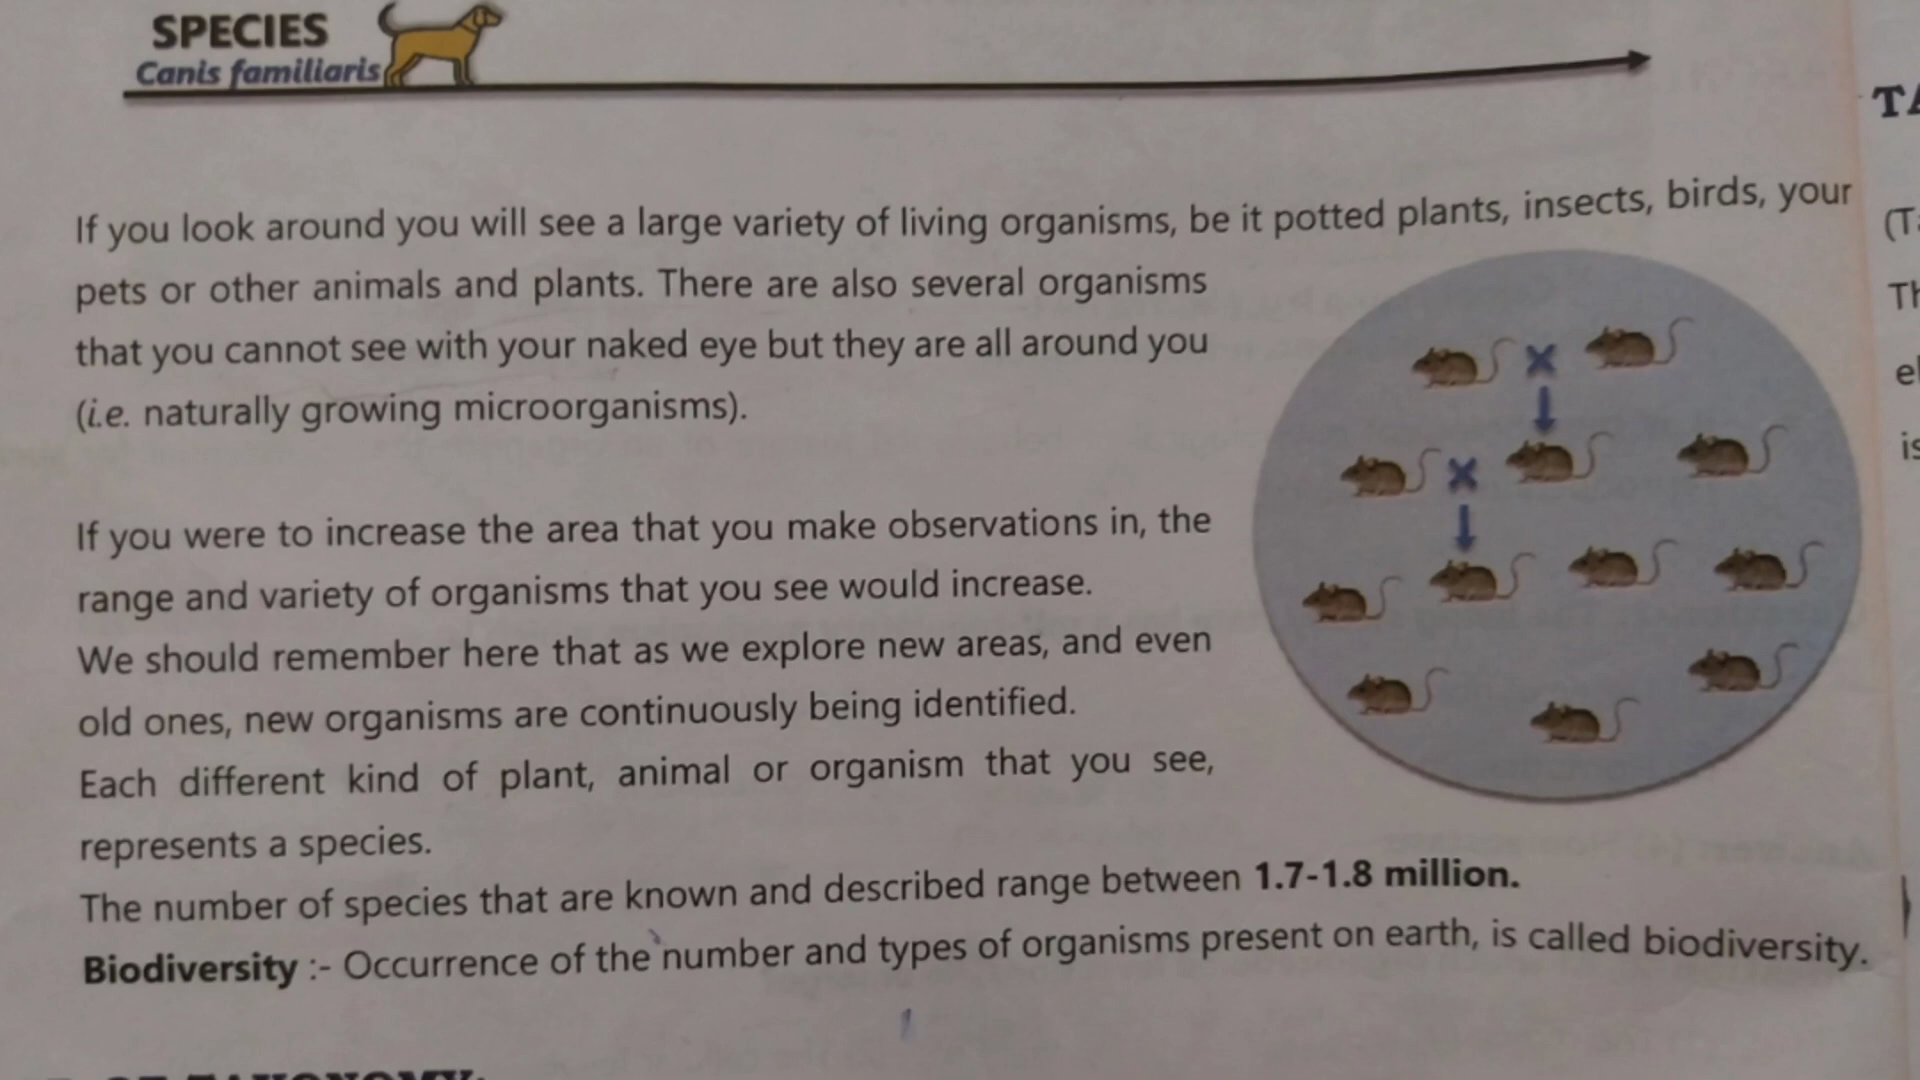 SPECIES
Canis familiaris
If you look around you will see a large variety of living organisms, be it potted plants, insects, birds, your
pets or other animals and plants. There are also several organisms
that you cannot see with your naked eye but they are all around you
(i.e. naturally growing microorganisms).
If you were to increase the area that you make observations in, the
range and variety of organisms that you see would increase.
We should remember here that as we explore new areas, and even
old ones, new organisms are continuously being identified.
Each different kind of plant, animal or organism that you see,
represents a species.
The number of species that are known and described range between 1.7-1.8 million.
Biodiversity :- Occurrence of the number and types of organisms present on earth, is called biodiversity.